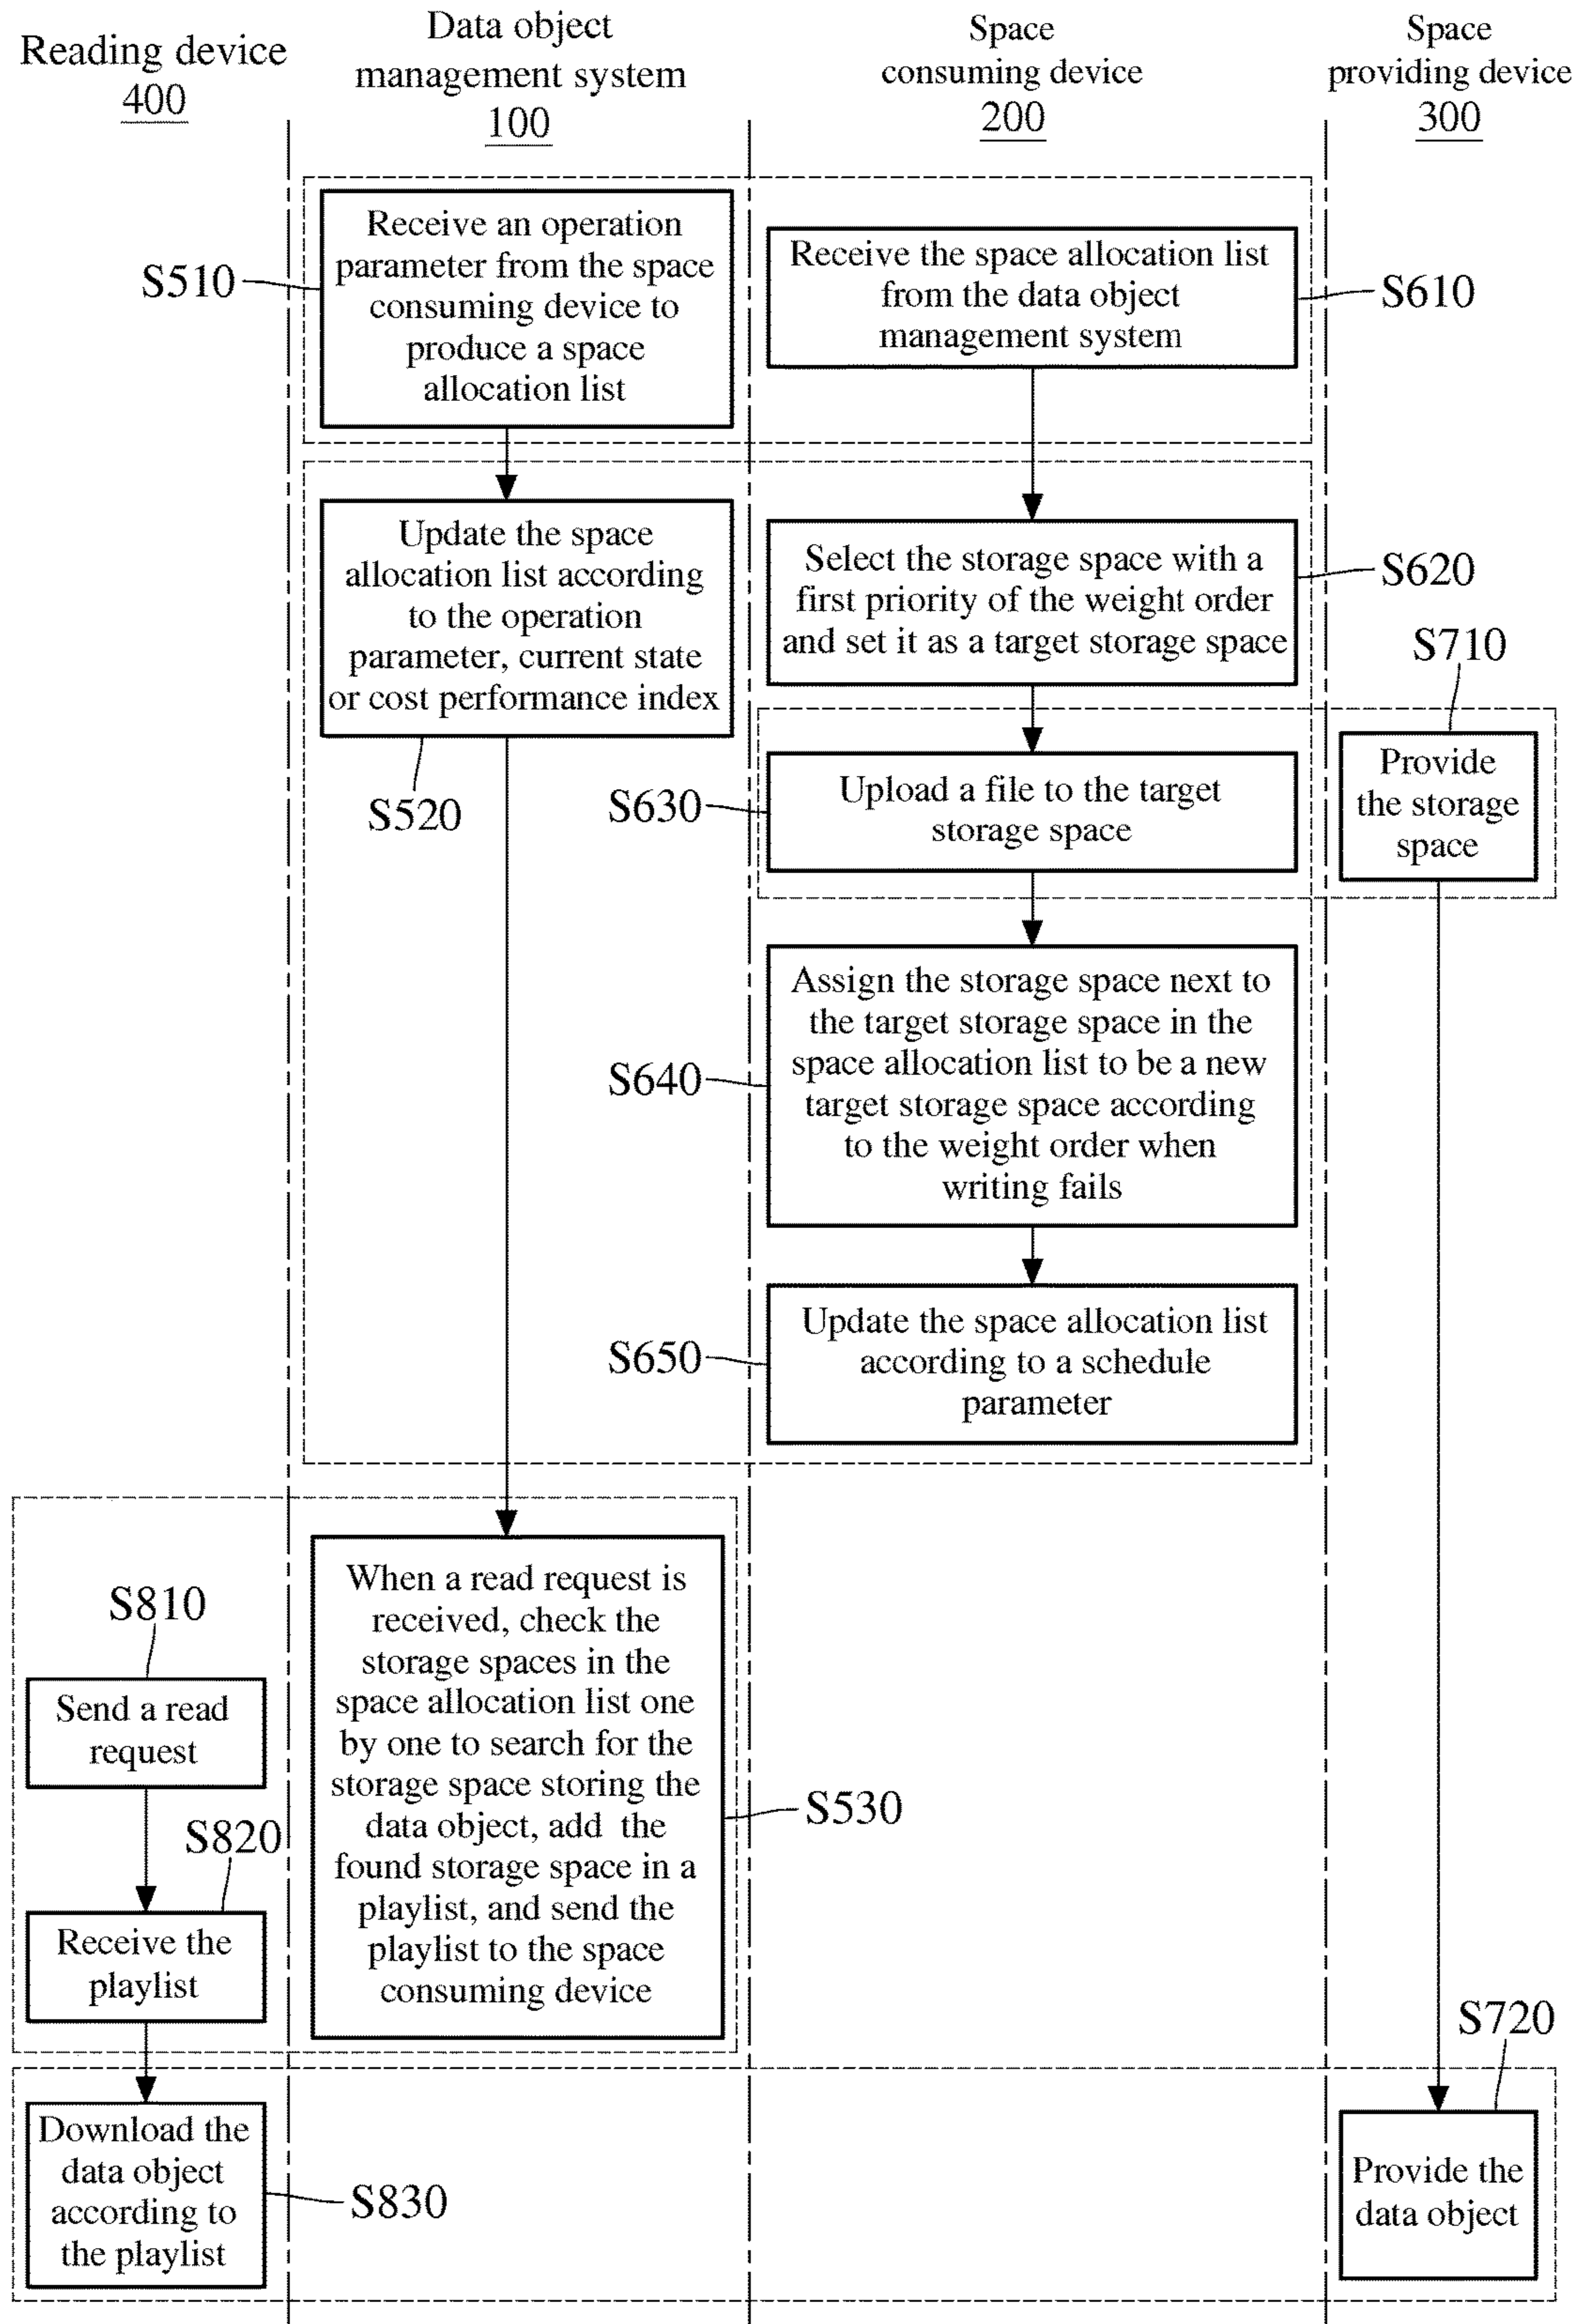 Reading device
400
Data object
management system
100
Space
consuming device
200
Space
providing device
300
S510
Receive an operation
parameter from the space
consuming device to
produce a space
allocation list
Receive the space allocation list
from the data object
management system
S610
Update the space
allocation list according
to the operation
parameter, current state
or cost performance index
S520
Select the storage space with a
first priority of the weight order
and set it as a target storage space
S620
S710
Provide
the storage
space
S630
Upload a file to the target
storage space
S640
Assign the storage space next to
the target storage space in the
space allocation list to be a new
target storage space according
to the weight order when
writing fails
S650
Update the space allocation list
according to a schedule
parameter
S810
Send a read
request
S820
Receive the
playlist
When a read request is
received, check the
storage spaces in the
space allocation list one
by one to search for the
storage space storing the
data object, add the
found storage space in a
playlist, and send the
playlist to the space
consuming device
S530
Download the
data object
according to
the playlist
S830
S720
Provide the
data object